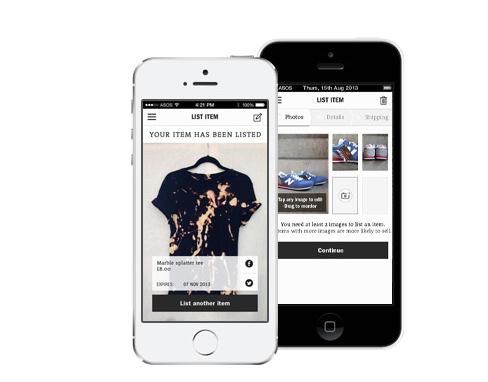 ASOS
4:21 PM
100%
LIST ITEM
YOUR ITEM HAS BEEN LISTED
Marble splatter tee
£8.00
EXPIRES: 07 NOV 2013
List another item
ASOS
Thurs, 15th Aug 2013
LIST ITEM
Photos
Details
Shipping
Tap any image to edit
Drag to reorder
You need at least 2 images to list an item.
items with more images are more likely to sell.
Continue